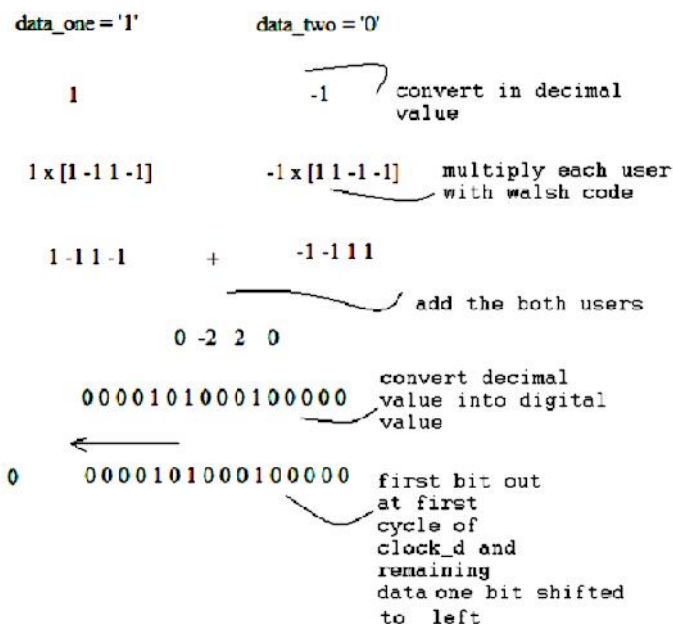 data_one = '1' data_two = '0'
1 -1 convert in decimal
value
1 x [1 -1 1 -1] -1 x [1 1 -1 -1] multiply each user
with walsh code
1 -1 1 -1 + -1 -1 1 1
add the both users
0 -2 2 0
convert decimal
0000101000100000 value into digital
value
0 0000101000100000 first bit out
at first
cycle of
clock_d and
remaining
data one bit shifted
to left